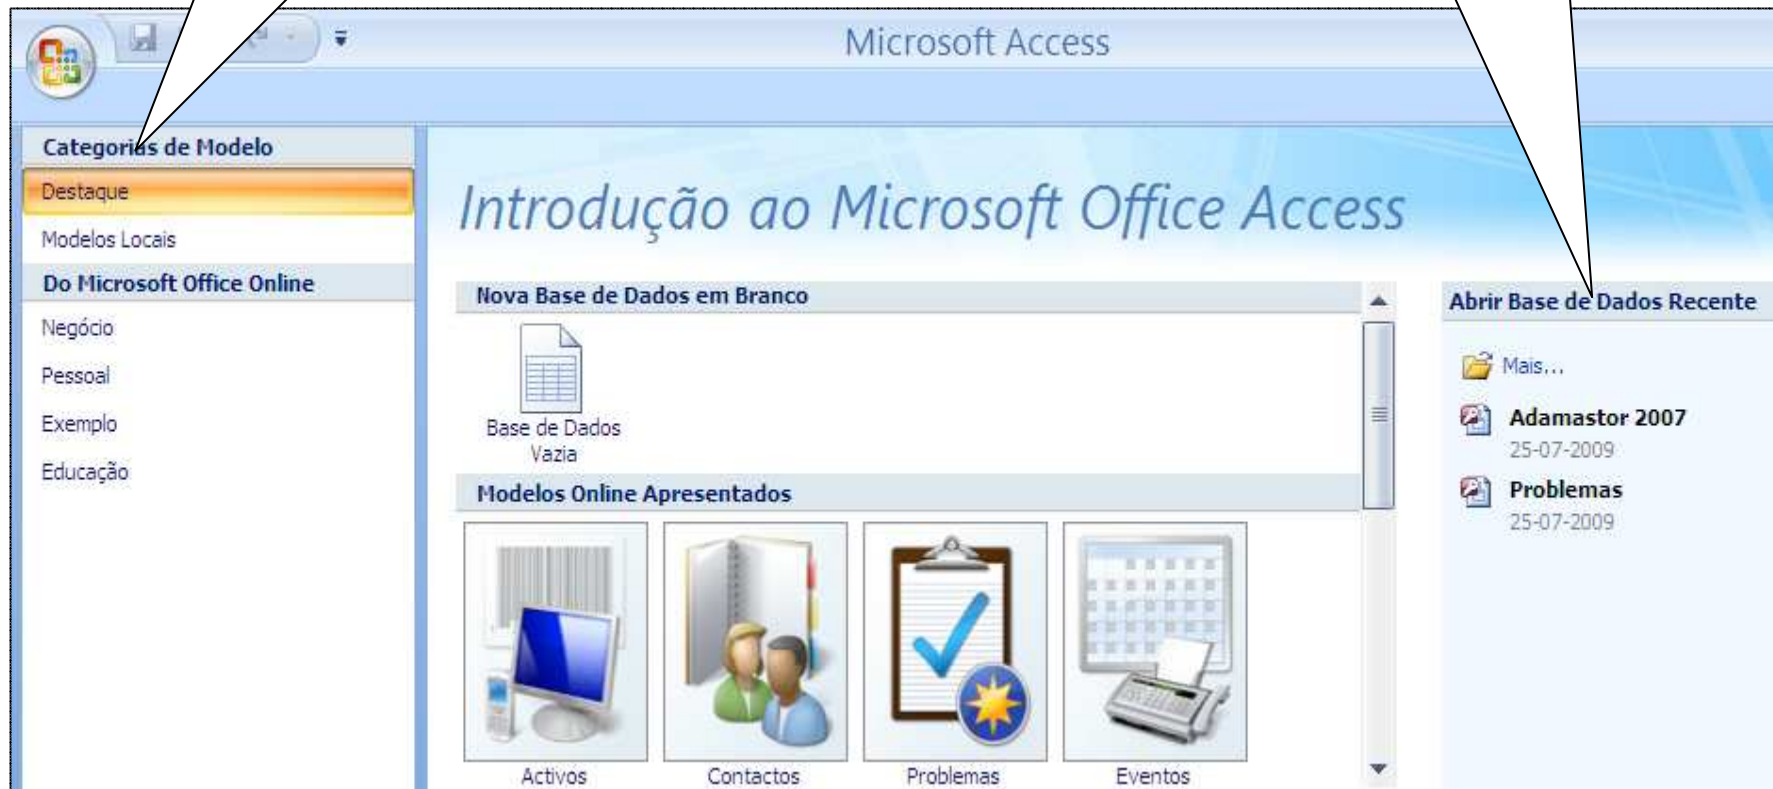 Microsoft Access
Categorias de Modelo
Destaque
Modelos Locais
Do Microsoft Office Online
Negócio
Pessoal
Exemplo
Educação
Introdução ao Microsoft Office Access
Nova Base de Dados em Branco
Base de Dados
Vazia
Modelos Online Apresentados
Activos
Contactos
Problemas
Eventos
Abrir Base de Dados Recente
Mais...
Adamastor 2007
25-07-2009
Problemas
25-07-2009